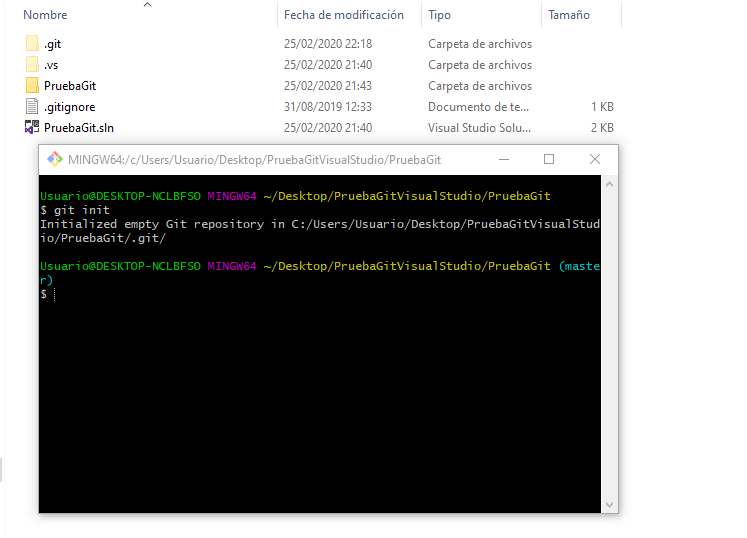 Nombre Fecha de modificación Tipo Tamaño
.git 25/02/2020 22:18 Carpeta de archivos
.vs 25/02/2020 21:40 Carpeta de archivos
PruebaGit 25/02/2020 21:43 Carpeta de archivos
.gitignore 31/08/2019 12:33 Documento de te... 1 KB
PruebaGit.sln 25/02/2020 21:40 Visual Studio Solu... 2 KB
MINGW64:/c/Users/Usuario/Desktop/PruebaGitVisualStudio/PruebaGit
Usuario@DESKTOP-NCLBFSO MINGW64 ~/Desktop/PruebaGitVisualStudio/PruebaGit
$ git init
Initialized empty Git repository in C:/Users/Usuario/Desktop/PruebaGitVisualStud
io/PruebaGit/.git/
Usuario@DESKTOP-NCLBFSO MINGW64 ~/Desktop/PruebaGitVisualStudio/PruebaGit (maste
r)
$